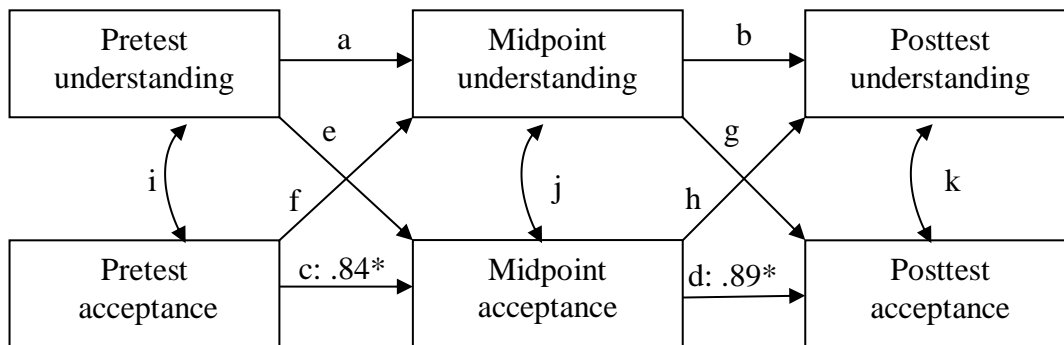 Pretest
understanding
a
Midpoint
understanding
b
Posttest
understanding
e
f
g
h
i
j
k
Pretest
acceptance
c: .84*
Midpoint
acceptance
d: .89*
Posttest
acceptance